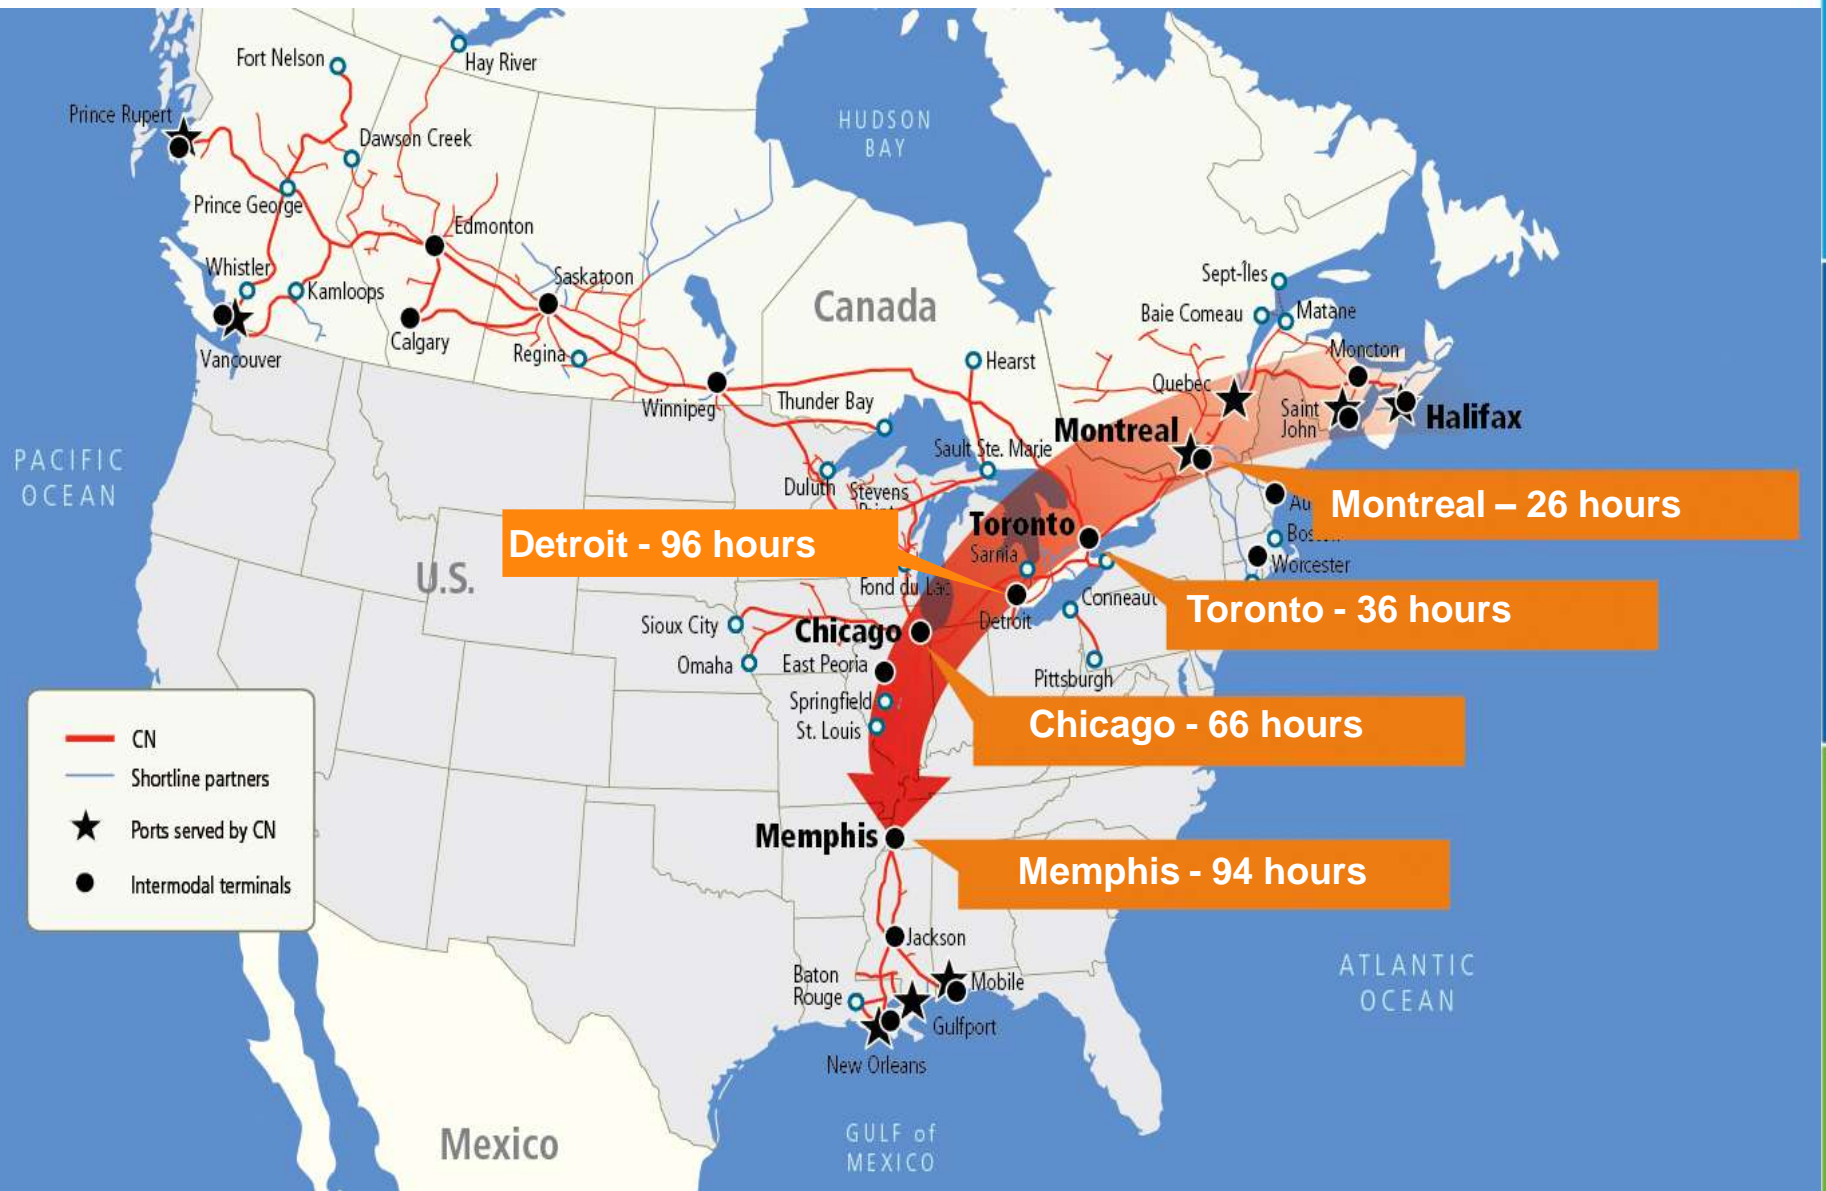 Fort Nelson
Hay River
Prince Rupert
HUDSON
BAY
Dawson Creek
Prince George
Edmonton
Whistler
Kamloops
Saskatoon
Sept-Îles
Canada
Baie Comeau
Matane
Vancouver
Calgary
Regina
Hearst
Moncton
Quebec
Winnipeg
Thunder Bay
Saint
John
Halifax
Montreal
Sault Ste. Marie
PACIFIC
OCEAN
Duluth
Stevens
Montreal – 26 hours
Toronto
Detroit - 96 hours
Sarnia
Worcester
U.S.
Fond du Lac
Conneaut
Toronto - 36 hours
Detroit
Sioux City
Chicago
Omaha
East Peoria
Pittsburgh
Springfield
St. Louis
Chicago - 66 hours
CN
Shortline partners
Ports served by CN
Intermodal terminals
Memphis
Memphis - 94 hours
Jackson
Baton
Rouge
Mobile
Gulfport
New Orleans
ATLANTIC
OCEAN
Mexico
GULF of
MEXICO